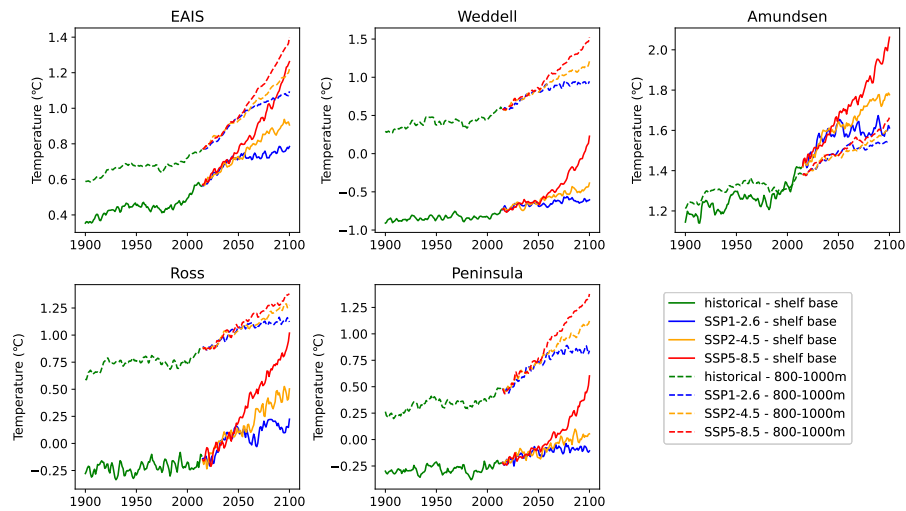 EAIS
Temperature (°C)
1.4
1.2
1.0
0.8
0.6
0.4
1900 1950 2000 2050 2100
Weddell
Temperature (°C)
1.5
1.0
0.5
0.0
−0.5
−1.0
1900 1950 2000 2050 2100
Amundsen
Temperature (°C)
2.0
1.8
1.6
1.4
1.2
1900 1950 2000 2050 2100
Ross
Temperature (°C)
1.25
1.00
0.75
0.50
0.25
0.00
−0.25
1900 1950 2000 2050 2100
Peninsula
Temperature (°C)
1.25
1.00
0.75
0.50
0.25
0.00
−0.25
1900 1950 2000 2050 2100
historical - shelf base
SSP1-2.6 - shelf base
SSP2-4.5 - shelf base
SSP5-8.5 - shelf base
historical - 800-1000m
SSP1-2.6 - 800-1000m
SSP2-4.5 - 800-1000m
SSP5-8.5 - 800-1000m